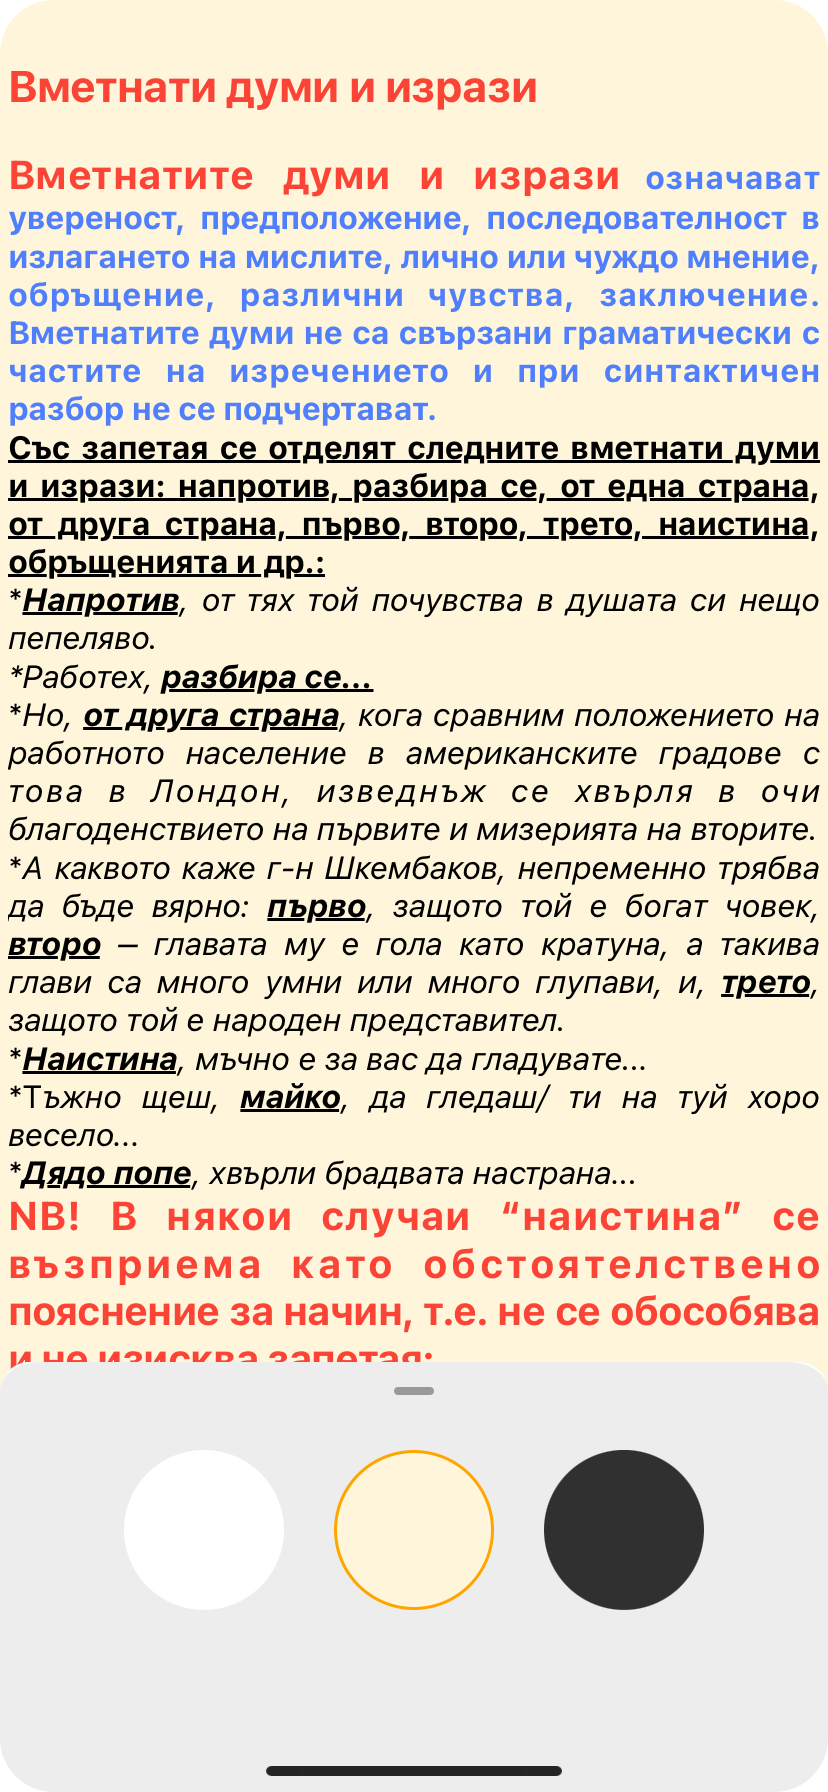 Вметнати думи и изрази
Вметнатите думи и изрази означават
увереност, предположение, последователност в
излагането на мислите, лично или чуждо мнение,
обръщение, различни чувства, заключение.
Вметнатите думи не са свързани граматически с
частите на изречението и при синтактичен
разбор не се подчертават.
Със запетая се отделят следните вметнати думи
и изрази: напротив, разбира се, от една страна,
от друга страна, първо, второ, трето, наистина,
обръщенията и др.:
*Напротив, от тях той почувства в душата си нещо
пепеляво.
*Работех, разбира се...
*Но, от друга страна, кога сравним положението на
работното население в американските градове с
това в Лондон, изведнъж се хвърля в очи
благоденствието на първите и мизерията на вторите.
*А каквото каже г-н Шкембаков, непременно трябва
да бъде вярно: първо, защото той е богат човек,
второ – главата му е гола като кратуна, а такива
глави са много умни или много глупави, и, трето,
защото той е народен представител.
*Наистина, мъчно е за вас да гладувате...
*Тъжно щеш, майко, да гледаш/ ти на туй хоро
весело...
*Дядо попе, хвърли брадвата настрана...
NB! В някои случаи “наистина” се
възприема като обстоятелствено
пояснение за начин, т.е. не се обособява
и не изисква запетая: